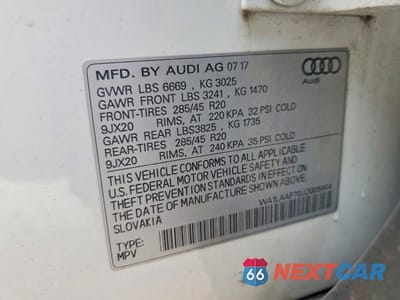 MFD. BY AUDI AG 07 17
GVWR LBS 6669 , KG 3025
GAWR FRONT LBS 3241 , KG 1470
FRONT-TIRES 285/45 R20
9JX20 RIMS, AT 220 KPA 32 PSI COLD
GAWR REAR LBS3825 , KG 1735
REAR-TIRES 285/45 R20
9JX20 RIMS, AT 240 KPA 35 PSI COLD
THIS VEHICLE CONFORMS TO ALL APPLICABLE
U.S.FEDERAL MOTOR VEHICLE SAFETY AND
THEFT PREVENTION STANDARDS IN EFFECT ON
THE DATE OF MANUFACTURE SHOWN ABOVE.
SLOVAKIA
TYPE:
MPV
Audi
66 NEXTCAR